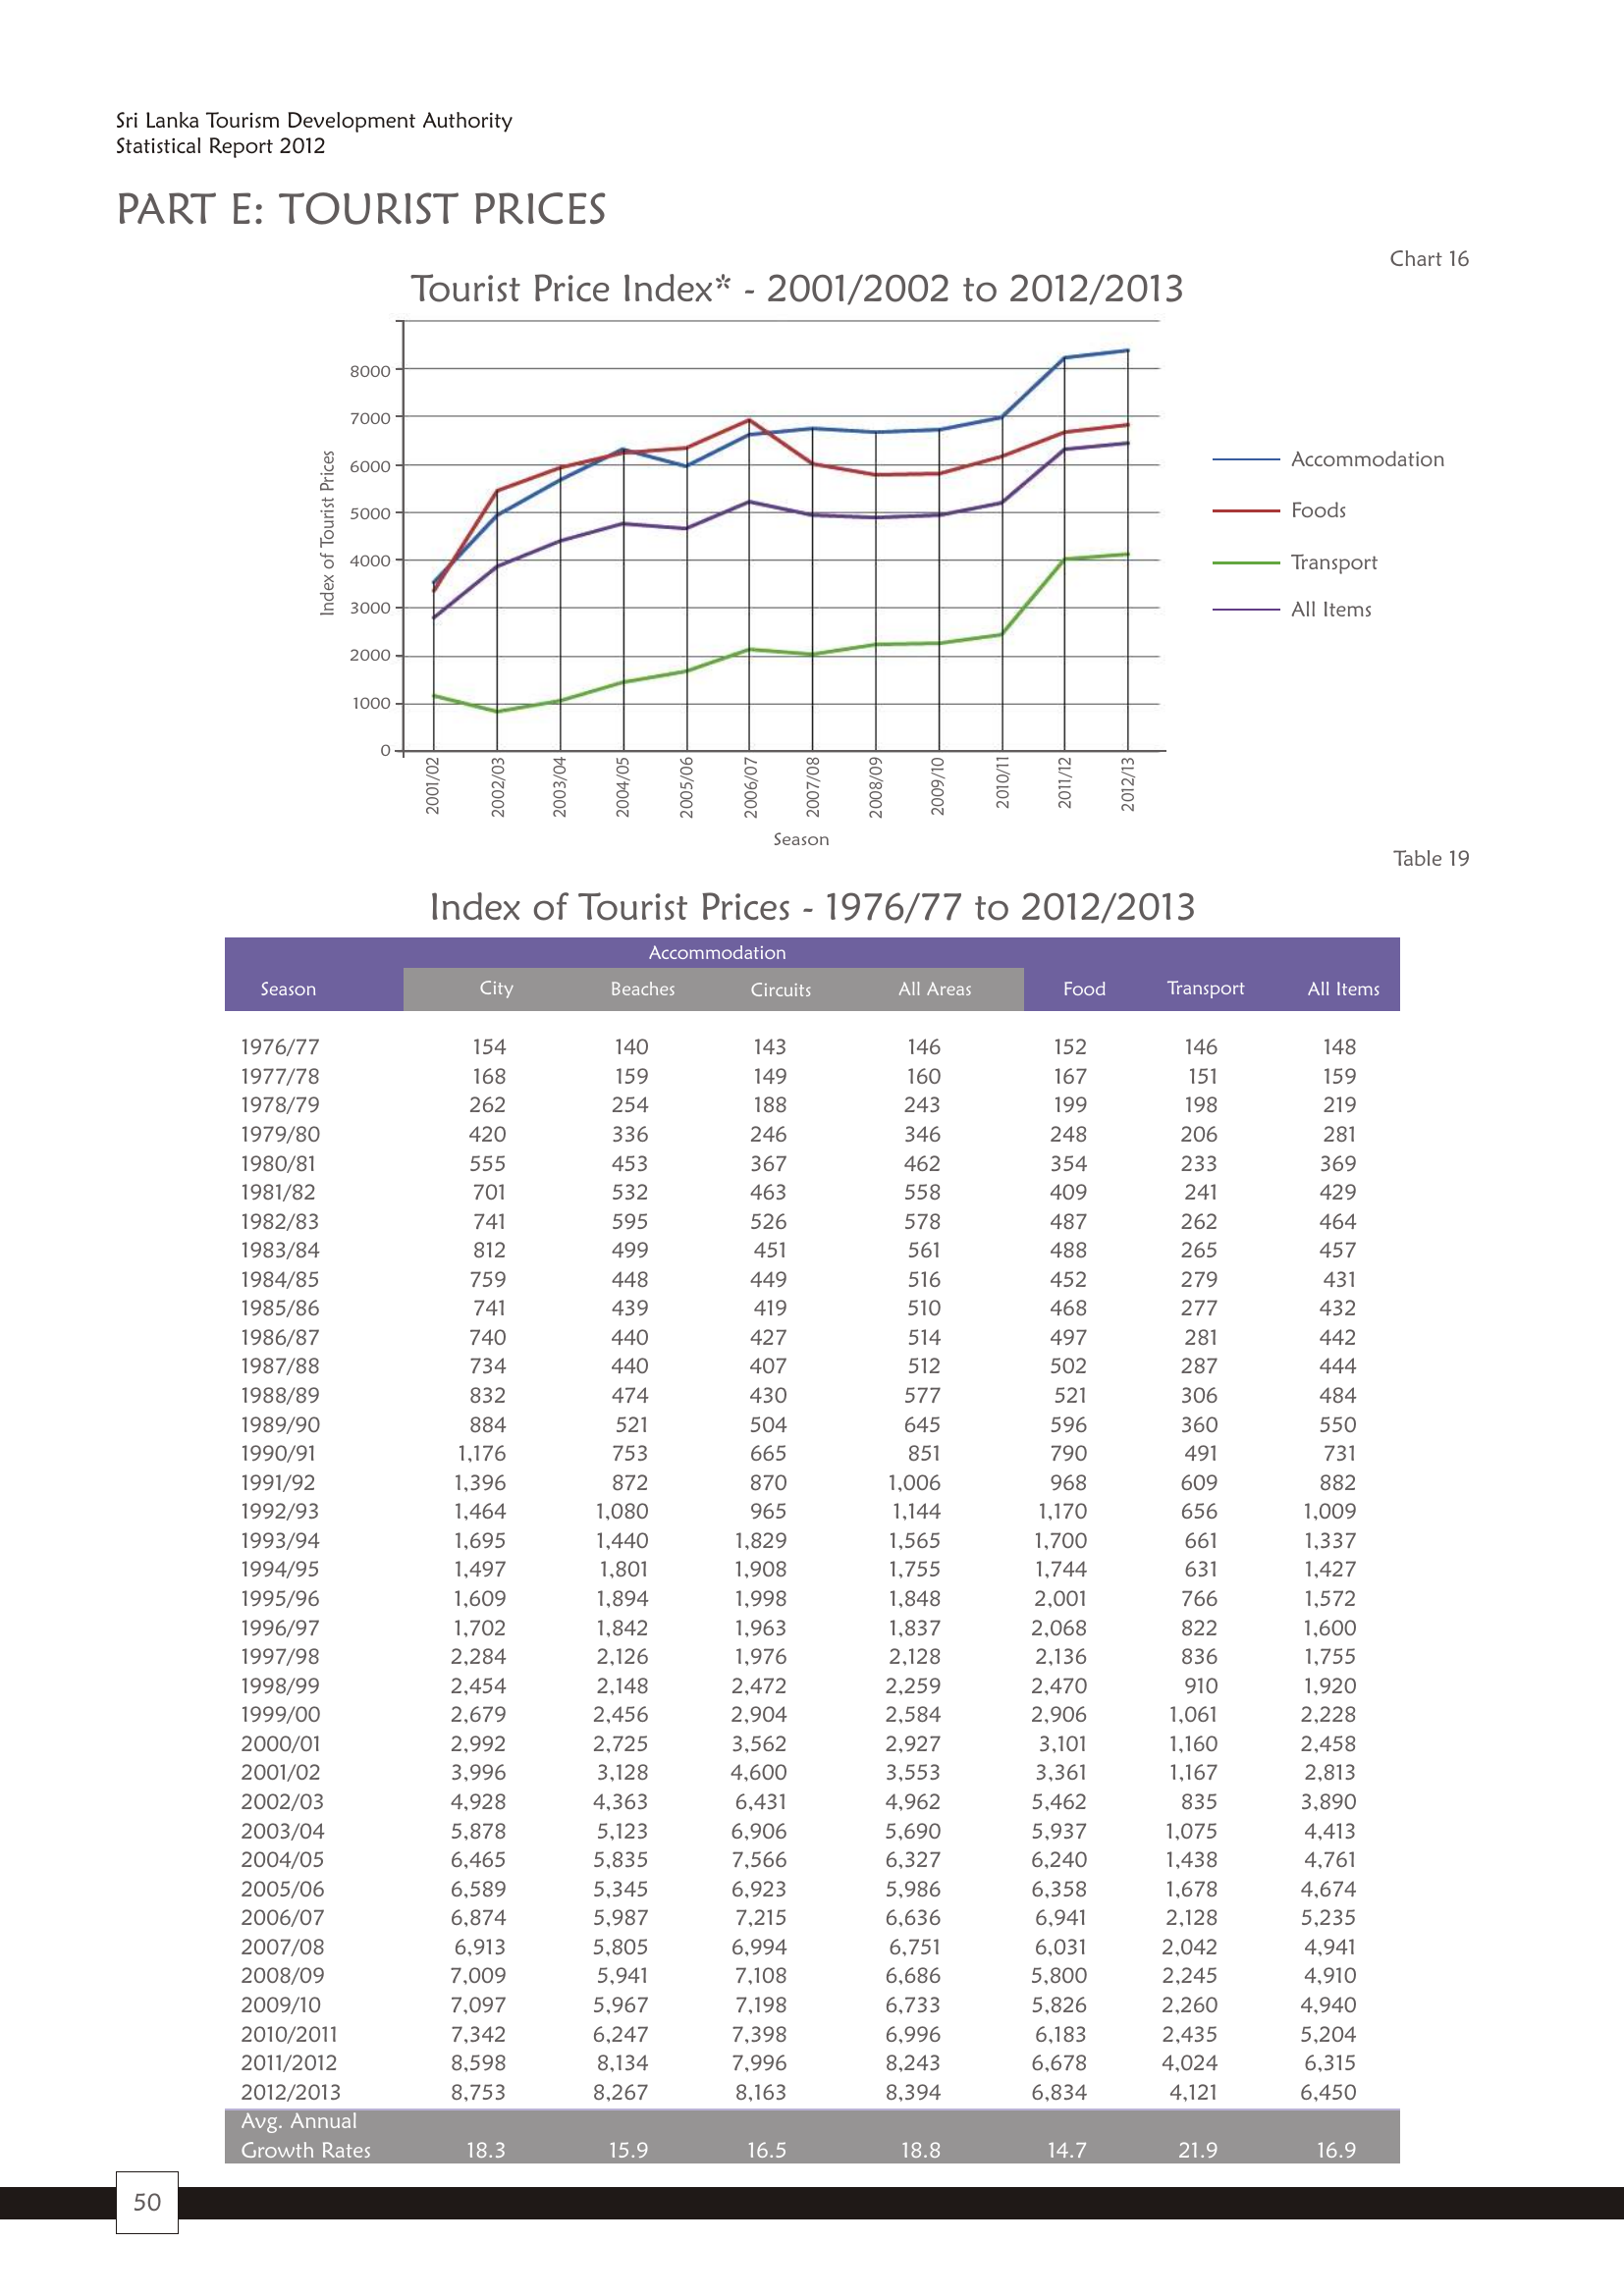 Sri Lanka Tourism Development Authority
Statistical Report 2012
PART E: TOURIST PRICES
Chart 16
Tourist Price Index* - 2001/2002 to 2012/2013
8000
7000
6000
5000
4000
3000
2000
1000
0
Index of Tourist Prices
Accommodation
Foods
Transport
All Items
2001/02 2002/03 2003/04 2004/05 2005/06 2006/07 2007/08 2008/09 2009/10 2010/11 2011/12 2012/13
Season
Table 19
Index of Tourist Prices - 1976/77 to 2012/2013
Accommodation
Season City Beaches Circuits All Areas Food Transport All Items
1976/77 154 140 143 146 152 146 148
1977/78 168 159 149 160 167 151 159
1978/79 262 254 188 243 199 198 219
1979/80 420 336 246 346 248 206 281
1980/81 555 453 367 462 354 233 369
1981/82 701 532 463 558 409 241 429
1982/83 741 595 526 578 487 262 464
1983/84 812 499 451 561 488 265 457
1984/85 759 448 449 516 452 279 431
1985/86 741 439 419 510 468 277 432
1986/87 740 440 427 514 497 281 442
1987/88 734 440 407 512 502 287 444
1988/89 832 474 430 577 521 306 484
1989/90 884 521 504 645 596 360 550
1990/91 1,176 753 665 851 790 491 731
1991/92 1,396 872 870 1,006 968 609 882
1992/93 1,464 1,080 965 1,144 1,170 656 1,009
1993/94 1,695 1,440 1,829 1,565 1,700 661 1,337
1994/95 1,497 1,801 1,908 1,755 1,744 631 1,427
1995/96 1,609 1,894 1,998 1,848 2,001 766 1,572
1996/97 1,702 1,842 1,963 1,837 2,068 822 1,600
1997/98 2,284 2,126 1,976 2,128 2,136 836 1,755
1998/99 2,454 2,148 2,472 2,259 2,470 910 1,920
1999/00 2,679 2,456 2,904 2,584 2,906 1,061 2,228
2000/01 2,992 2,725 3,562 2,927 3,101 1,160 2,458
2001/02 3,996 3,128 4,600 3,553 3,361 1,167 2,813
2002/03 4,928 4,363 6,431 4,962 5,462 835 3,890
2003/04 5,878 5,123 6,906 5,690 5,937 1,075 4,413
2004/05 6,465 5,835 7,566 6,327 6,240 1,438 4,761
2005/06 6,589 5,345 6,923 5,986 6,358 1,678 4,674
2006/07 6,874 5,987 7,215 6,636 6,941 2,128 5,235
2007/08 6,913 5,805 6,994 6,751 6,031 2,042 4,941
2008/09 7,009 5,941 7,108 6,686 5,800 2,245 4,910
2009/10 7,097 5,967 7,198 6,733 5,826 2,260 4,940
2010/2011 7,342 6,247 7,398 6,996 6,183 2,435 5,204
2011/2012 8,598 8,134 7,996 8,243 6,678 4,024 6,315
2012/2013 8,753 8,267 8,163 8,394 6,834 4,121 6,450
Avg. Annual
Growth Rates 18.3 15.9 16.5 18.8 14.7 21.9 16.9
50